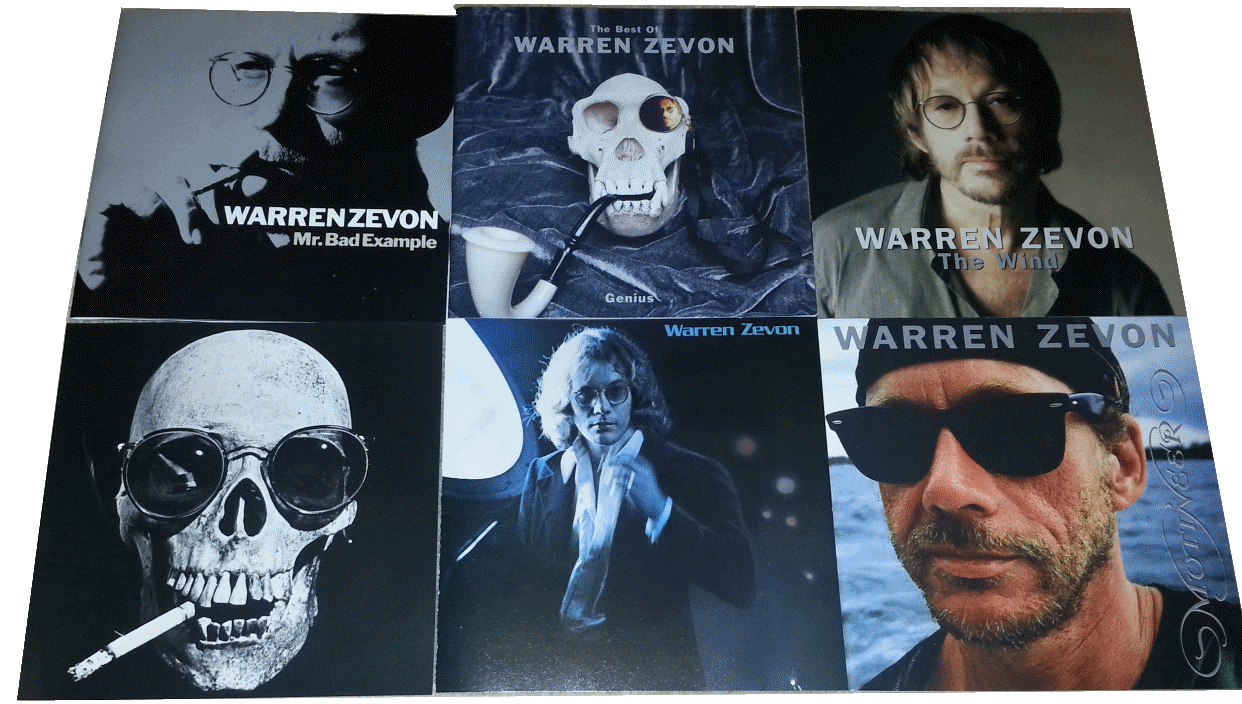 WARREN ZEVON
Mr. Bad Example
The Best Of
WARREN ZEVON
Genius
WARREN ZEVON
The Wind
Warren Zevon
WARREN ZEVON
MUTINEER